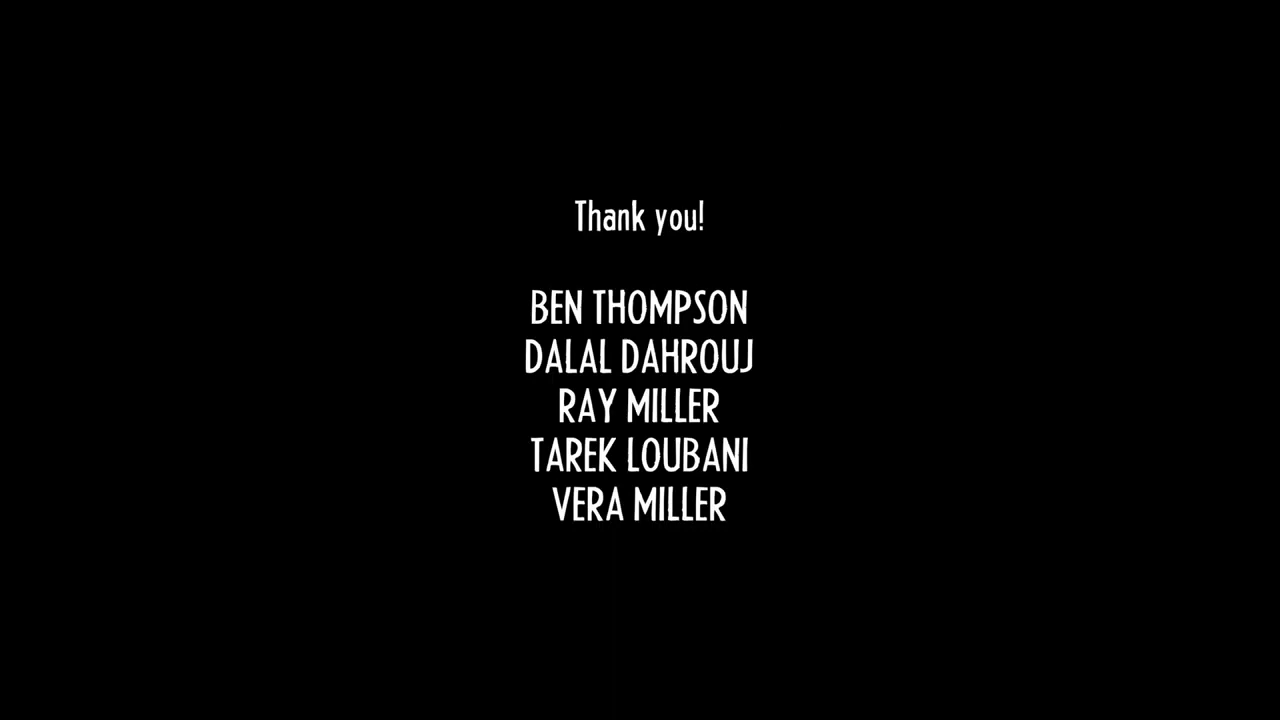 Thank you!
BEN THOMPSON
DALAL DAHROUJ
RAY MILLER
TAREK LOUBANI
VERA MILLER